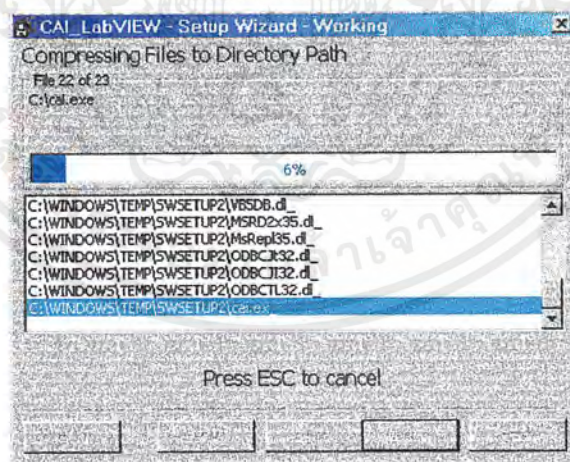 CAI_LabVIEW - Setup Wizard - Working
Compressing Files to Directory Path
File 22 of 23
C:\cai.exe
6%
C:\WINDOWS\TEMP\SWSETUP2\VB5DB.dl_
C:\WINDOWS\TEMP\SWSETUP2\MSRD2x35.dl_
C:\WINDOWS\TEMP\SWSETUP2\MsRepl35.dl_
C:\WINDOWS\TEMP\SWSETUP2\ODBCJt32.dl_
C:\WINDOWS\TEMP\SWSETUP2\ODBCJI32.dl_
C:\WINDOWS\TEMP\SWSETUP2\ODBCTL32.dl_
C:\WINDOWS\TEMP\SWSETUP2\cai.ex_
Press ESC to cancel